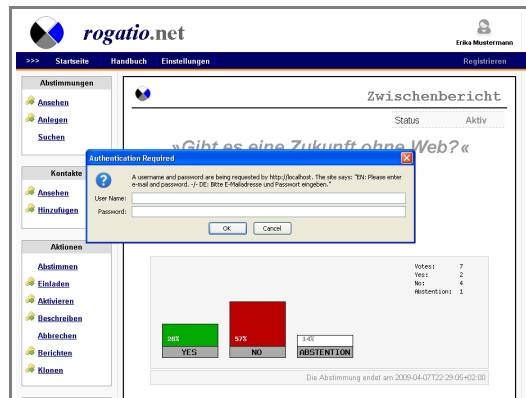 rogatio.net
Erika Mustermann
>>> Startseite Handbuch Einstellungen Registrieren
Abstimmungen
Ansehen
Anlegen
Suchen
Kontakte
Ansehen
Hinzufügen
Aktionen
Abstimmen
Einladen
Aktivieren
Beschreiben
Abbrechen
Berichten
Klonen
Zwischenbericht
Status Aktiv
»Gibt es eine Zukunft ohne Web?«
Authentication Required
A username and password are being requested by http://localhost. The site says: "EN: Please enter
e-mail and password. -/- DE: Bitte E-Mailadresse und Passwort eingeben."
User Name:
Password:
OK Cancel
Votes: 7
Yes: 2
No: 4
Abstention: 1
28% 57% 14%
YES NO ABSTENTION
Die Abstimmung endet am 2009-04-07T22:29:05+02:00